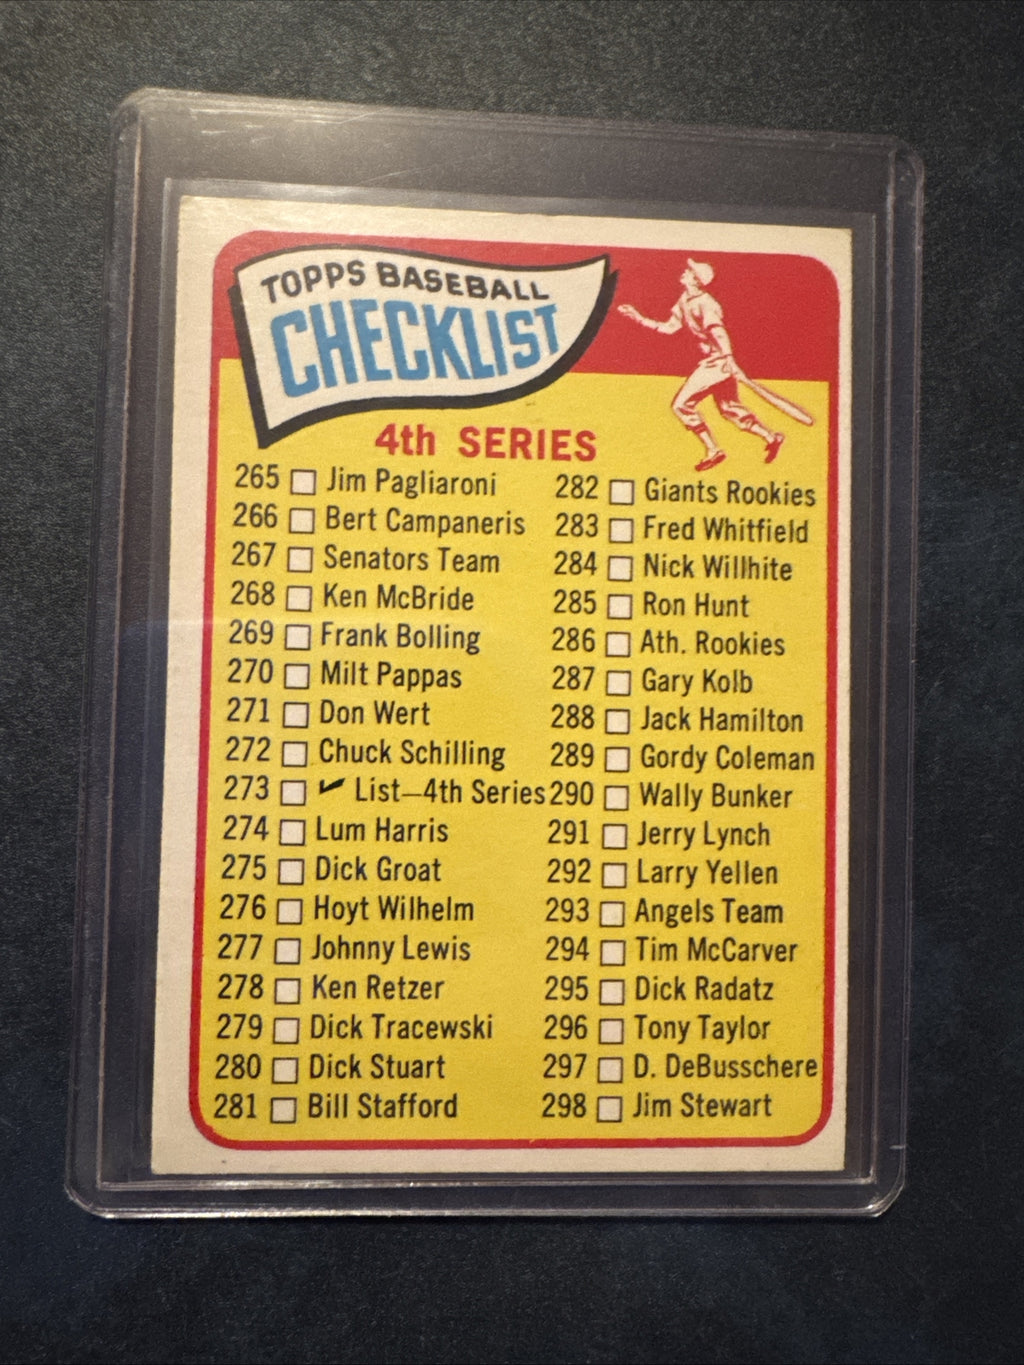 TOPPS BASEBALL
CHECKLIST
4th SERIES
265 Jim Pagliaroni
266 Bert Campaneris
267 Senators Team
268 Ken McBride
269 Frank Bolling
270 Milt Pappas
271 Don Wert
272 Chuck Schilling
273 ✔ List—4th Series
274 Lum Harris
275 Dick Groat
276 Hoyt Wilhelm
277 Johnny Lewis
278 Ken Retzer
279 Dick Tracewski
280 Dick Stuart
281 Bill Stafford
282 Giants Rookies
283 Fred Whitfield
284 Nick Willhite
285 Ron Hunt
286 Ath. Rookies
287 Gary Kolb
288 Jack Hamilton
289 Gordy Coleman
290 Wally Bunker
291 Jerry Lynch
292 Larry Yellen
293 Angels Team
294 Tim McCarver
295 Dick Radatz
296 Tony Taylor
297 D. DeBusschere
298 Jim Stewart